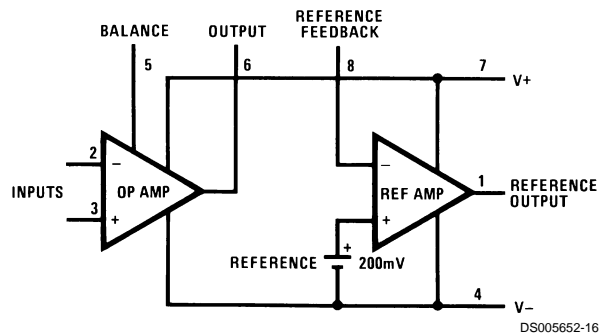 BALANCE
OUTPUT
REFERENCE
FEEDBACK
5
6
8
7
V+
2
−
OP AMP
INPUTS
3
+
−
REF AMP
+
1
REFERENCE
OUTPUT
+
REFERENCE
200mV
4
V−
DS005652-16